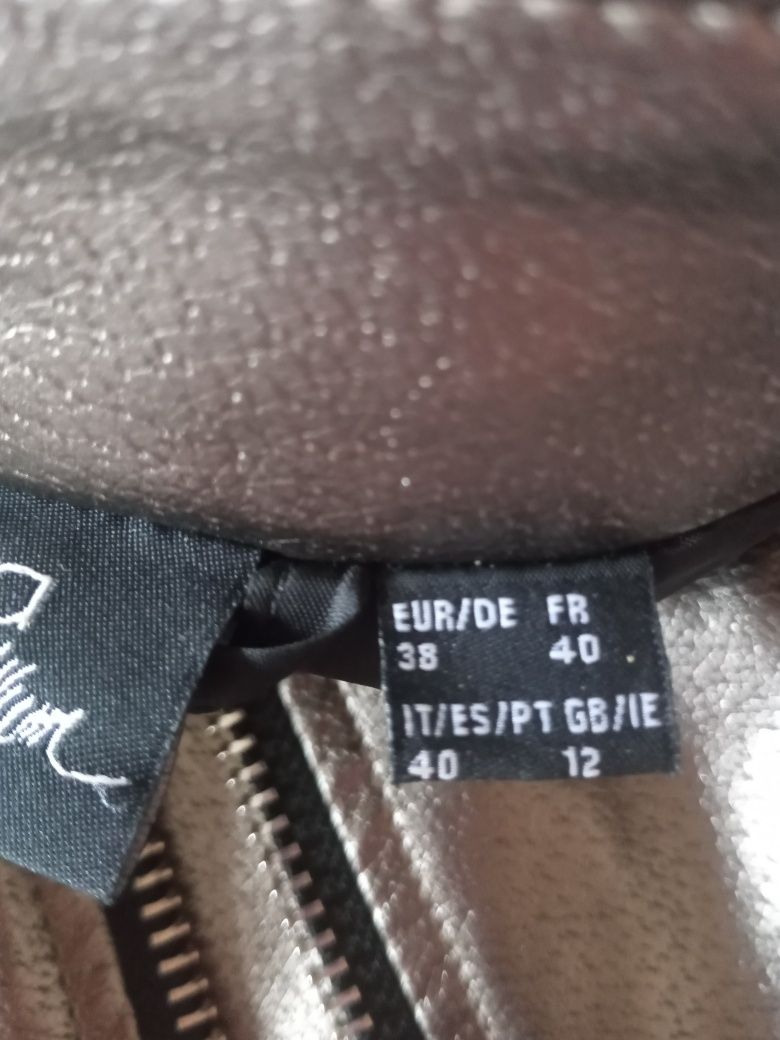 EUR/DE FR
38 40
IT/ES/PT GB/IE
40 12